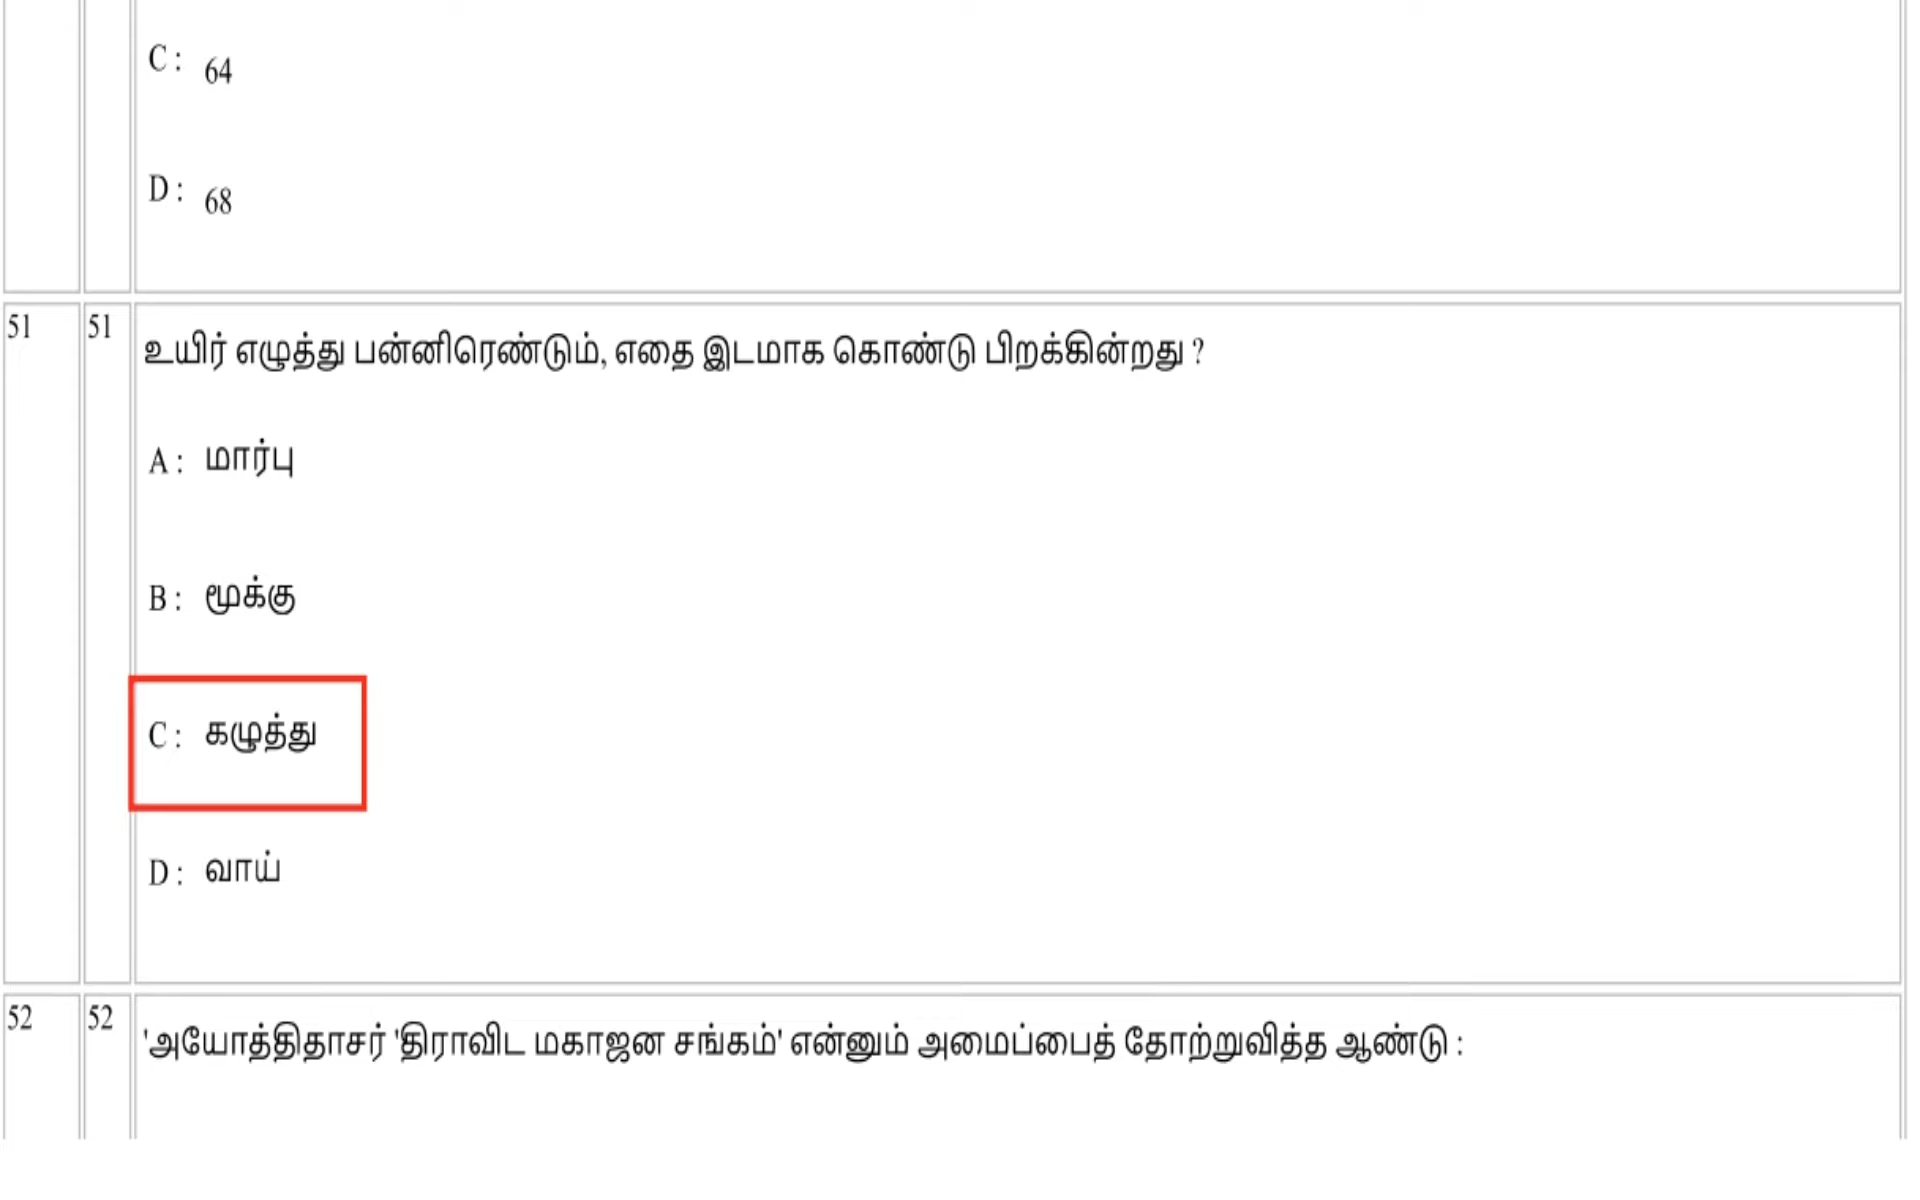 C : 64
D : 68
51 51 உயிர் எழுத்து பன்னிரெண்டும், எதை இடமாக கொண்டு பிறக்கின்றது ?
A : மார்பு
B : மூக்கு
C : கழுத்து
D : வாய்
52 52 'அயோத்திதாசர் 'திராவிட மகாஜன சங்கம்' என்னும் அமைப்பைத் தோற்றுவித்த ஆண்டு :